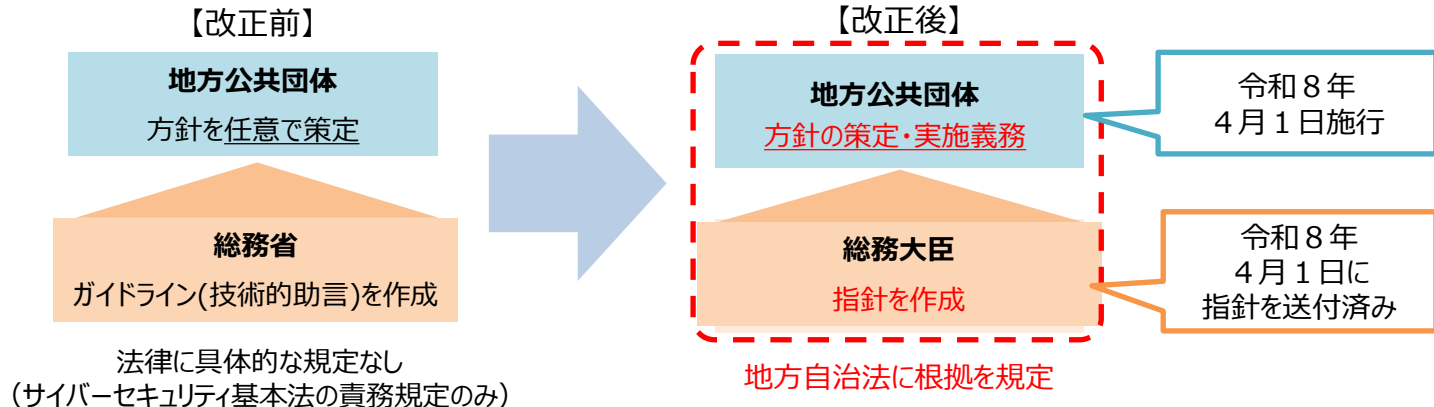 【改正前】
地方公共団体
方針を任意で策定
総務省
ガイドライン(技術的助言)を作成
法律に具体的な規定なし
（サイバーセキュリティ基本法の責務規定のみ）
【改正後】
地方公共団体
方針の策定・実施義務
総務大臣
指針を作成
地方自治法に根拠を規定
令和８年
４月１日施行
令和８年
４月１日に
指針を送付済み